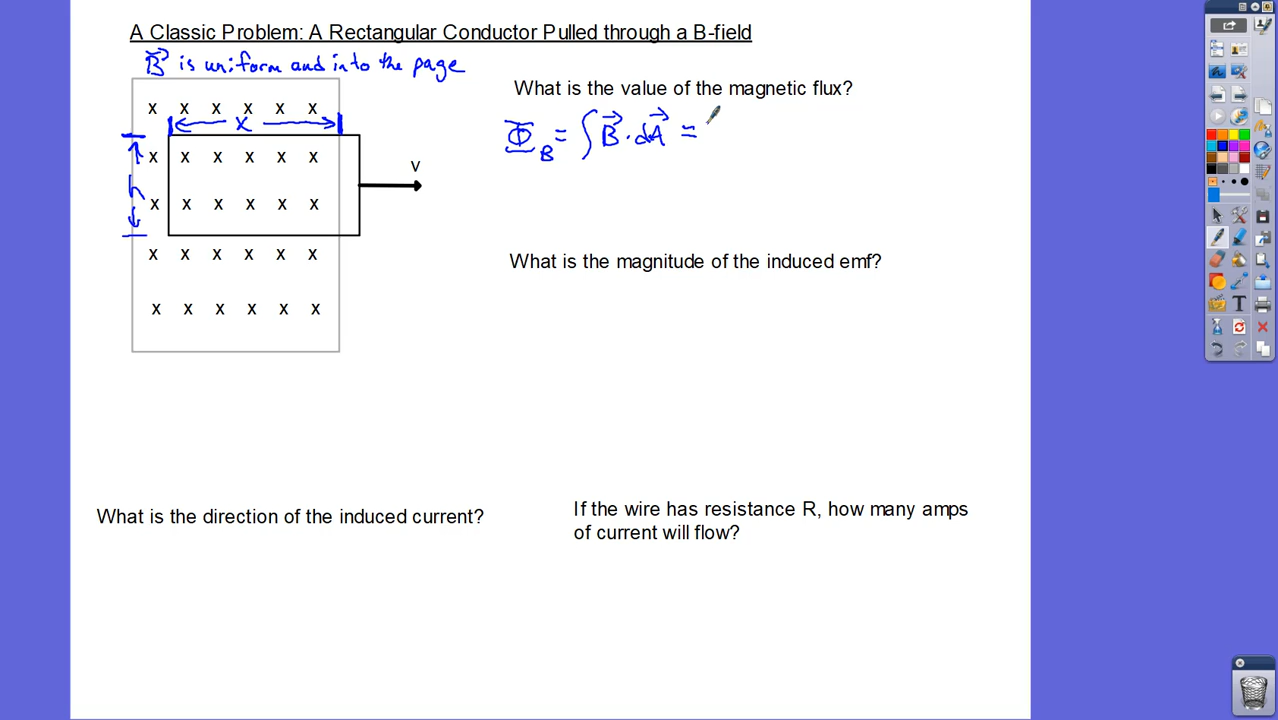 A Classic Problem: A Rectangular Conductor Pulled through a B-field
B⃗ is uniform and into the page
What is the value of the magnetic flux?
x x x x x x
x
Φ_B = ∫ B⃗ · dA⃗ =
x x x x x x
v
h
x x x x x x
x x x x x x
What is the magnitude of the induced emf?
x x x x x x
What is the direction of the induced current?
If the wire has resistance R, how many amps
of current will flow?
T